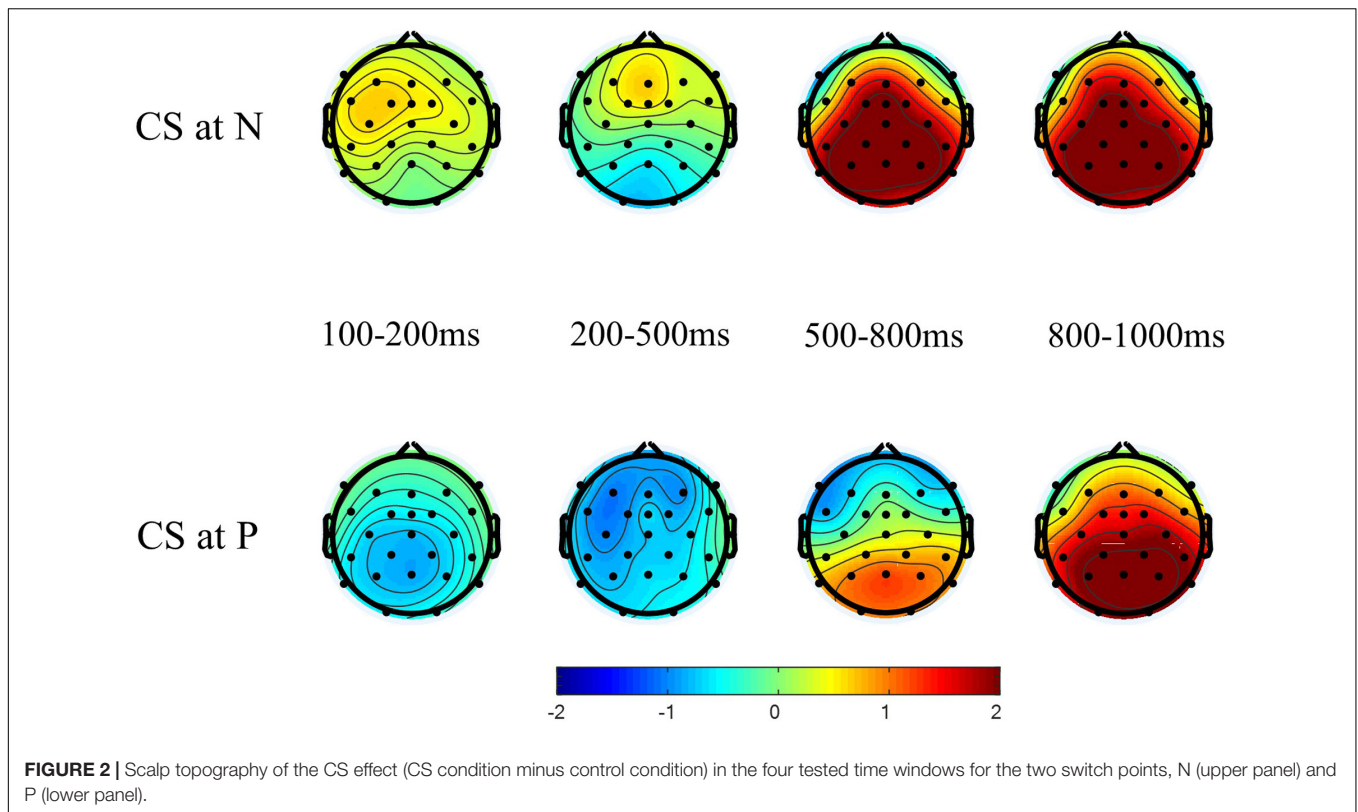 CS at N
100-200ms 200-500ms 500-800ms 800-1000ms
CS at P
-2 -1 0 1 2
FIGURE 2 | Scalp topography of the CS effect (CS condition minus control condition) in the four tested time windows for the two switch points, N (upper panel) and
P (lower panel).